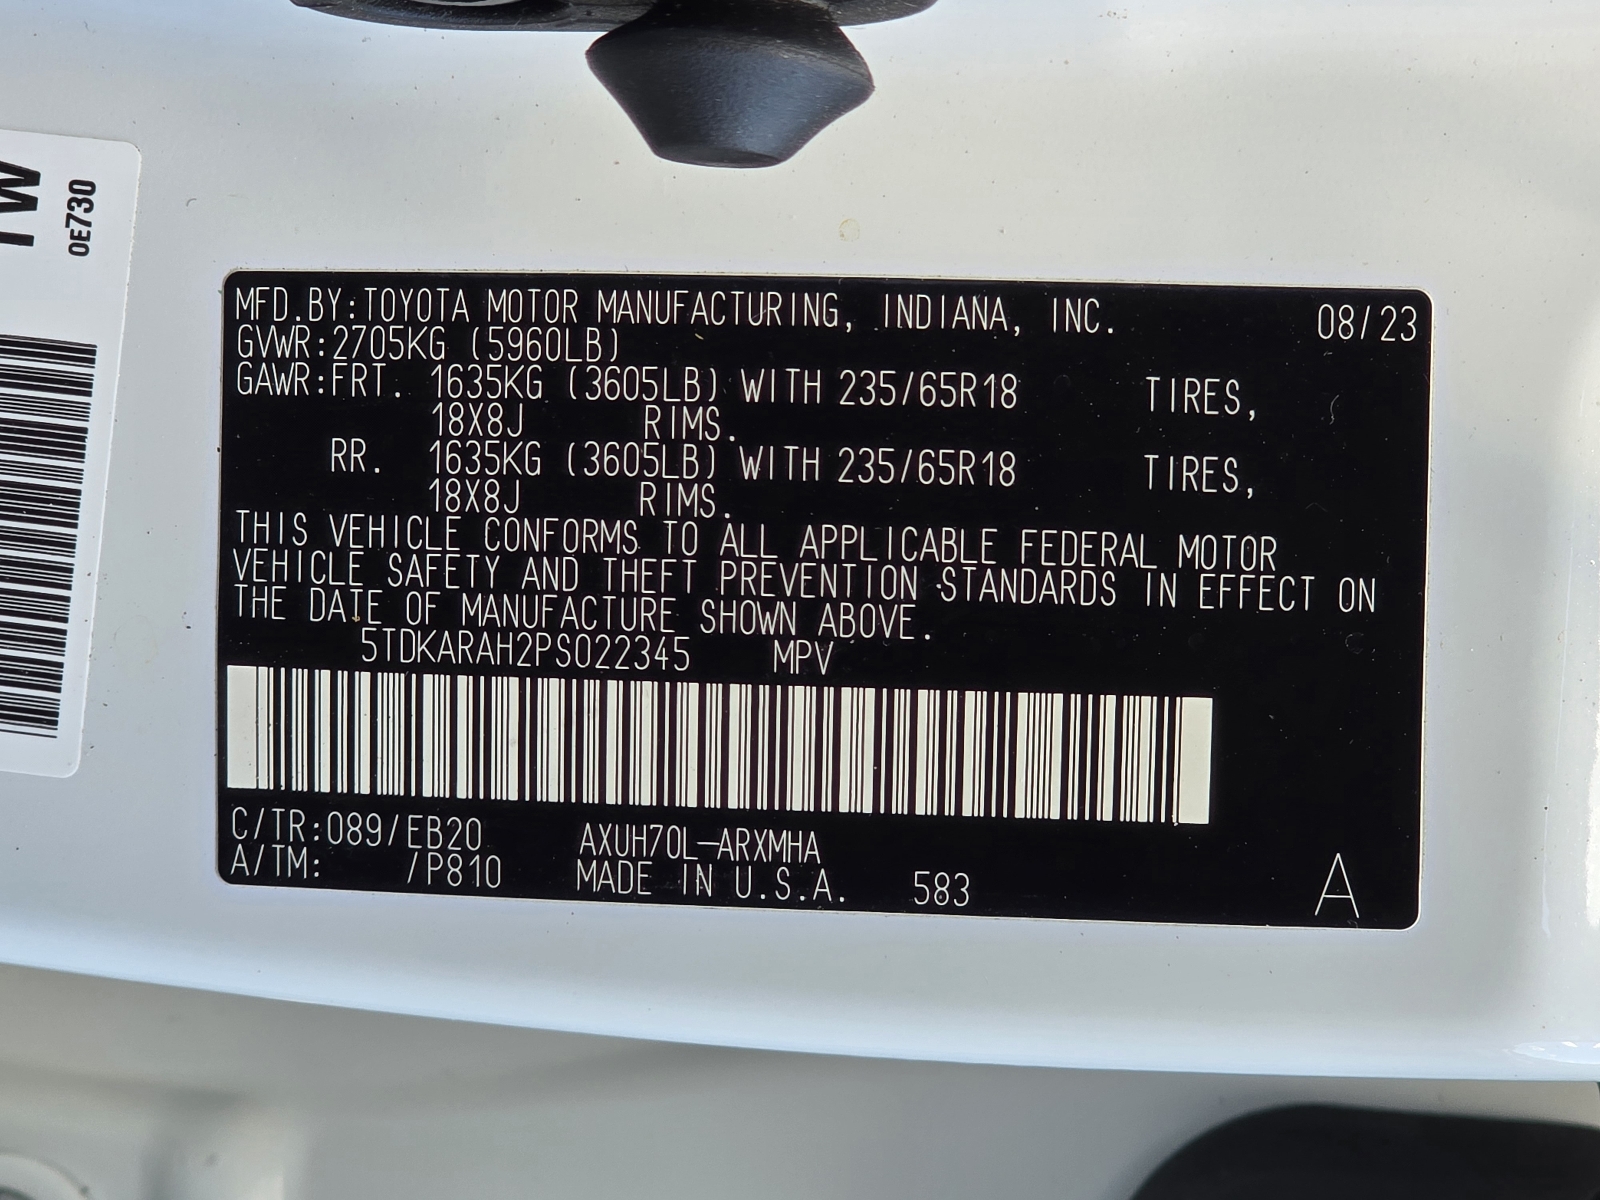 TW
0E730
MFD.BY:TOYOTA MOTOR MANUFACTURING, INDIANA, INC. 08/23
GVWR:2705KG (5960LB)
GAWR:FRT. 1635KG (3605LB) WITH 235/65R18 TIRES,
18X8J RIMS.
RR. 1635KG (3605LB) WITH 235/65R18 TIRES,
18X8J RIMS.
THIS VEHICLE CONFORMS TO ALL APPLICABLE FEDERAL MOTOR
VEHICLE SAFETY AND THEFT PREVENTION STANDARDS IN EFFECT ON
THE DATE OF MANUFACTURE SHOWN ABOVE.
5TDKARAH2PS022345 MPV
C/TR:089/EB20 AXUH70L-ARXMHA
A/TM: /P810 MADE IN U.S.A. 583 A